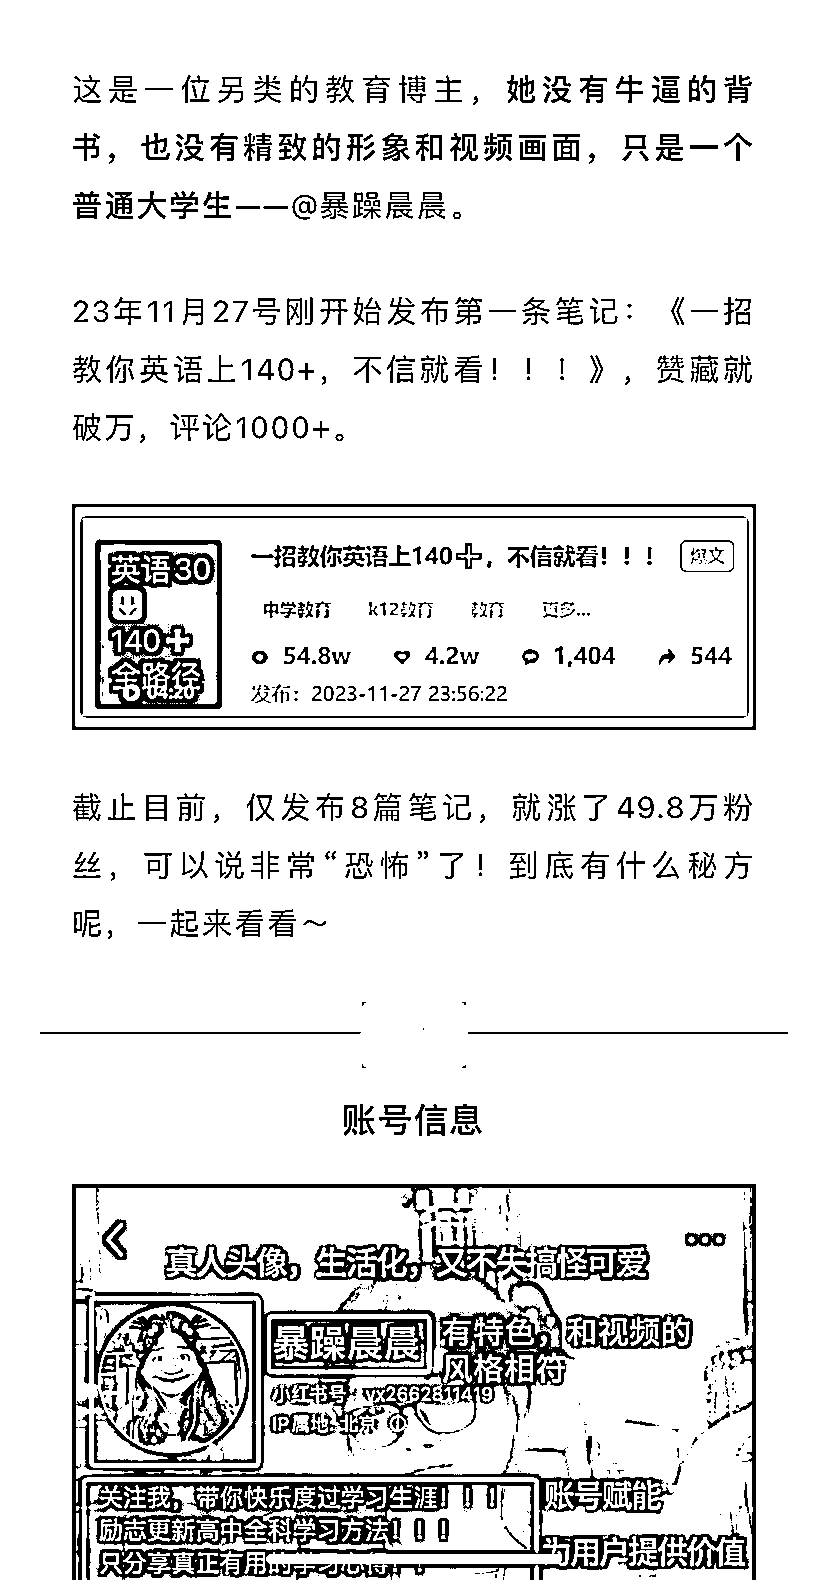 这是一位另类的教育博主，她没有牛逼的背
书，也没有精致的形象和视频画面，只是一个
普通大学生——@暴躁晨晨。
23年11月27号刚开始发布第一条笔记：《一招
教你英语上140+，不信就看！！！》，赞藏就
破万，评论1000+。
英语30
140+
全路径
04:20
一招教你英语上140➕，不信就看！！！ 爆文
中学教育 k12教育 教育 更多...
54.8w 4.2w 1,404 544
发布：2023-11-27 23:56:22
截止目前，仅发布8篇笔记，就涨了49.8万粉
丝，可以说非常“恐怖”了！到底有什么秘方
呢，一起来看看～
账号信息
真人头像，生活化，又不失搞怪可爱
暴躁晨晨 有特色，和视频的
风格相符
小红书号：yx2662811419
IP属地：北京
关注我，带你快乐度过学习生涯！！！ 账号赋能
励志更新高中全科学习方法！！！
只分享真正有用的学习心得！！ 为用户提供价值